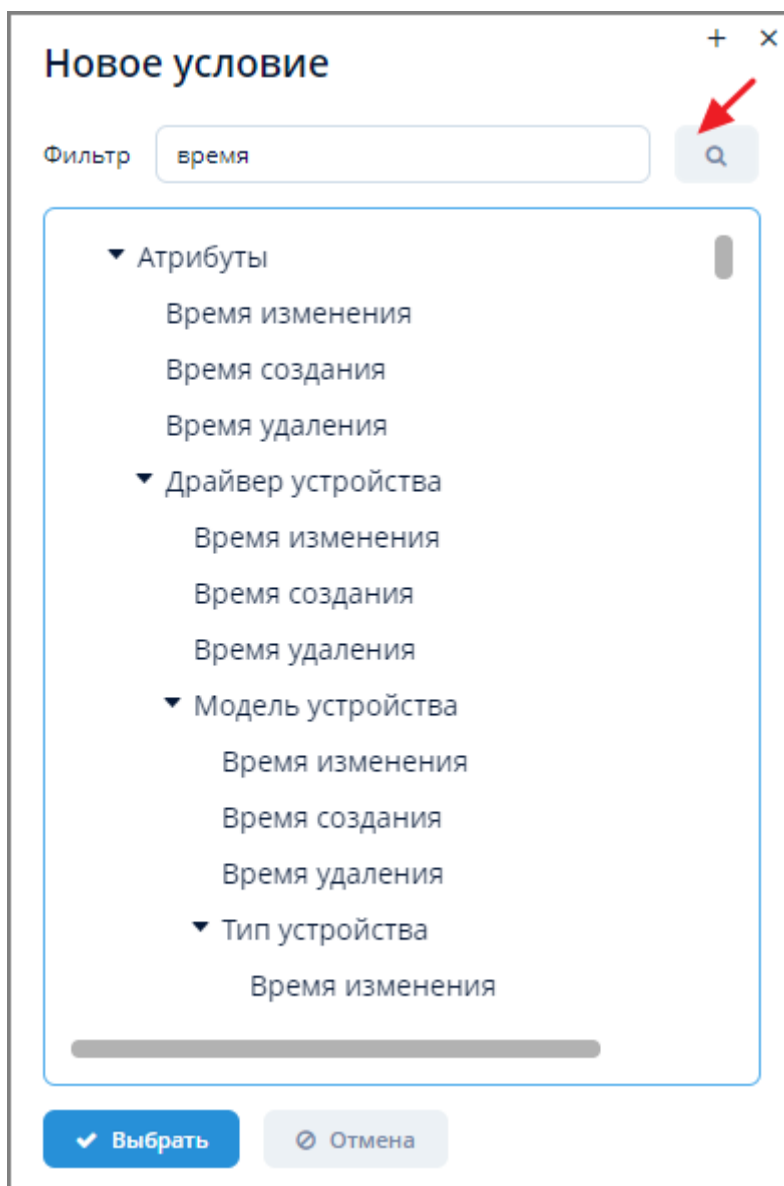 Новое условие
Фильтр время
Атрибуты
Время изменения
Время создания
Время удаления
Драйвер устройства
Время изменения
Время создания
Время удаления
Модель устройства
Время изменения
Время создания
Время удаления
Тип устройства
Время изменения
Выбрать Отмена